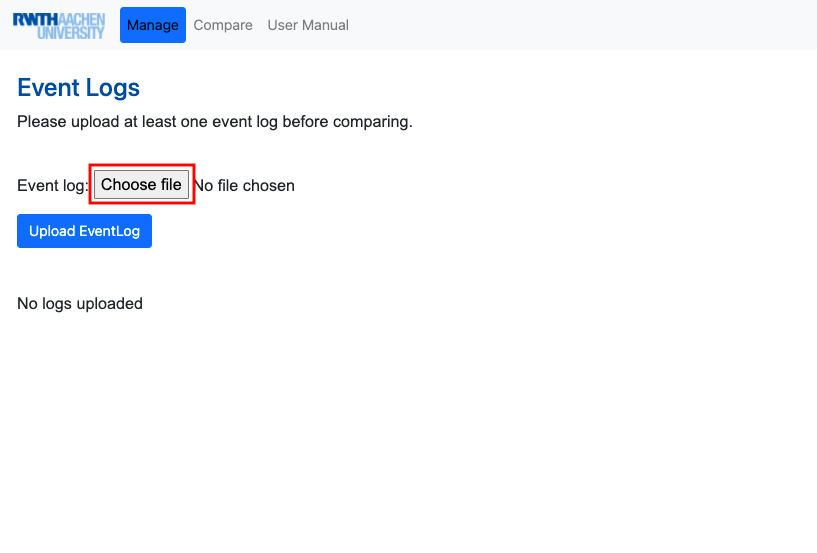 RWTHAACHEN
UNIVERSITY
Manage Compare User Manual
Event Logs
Please upload at least one event log before comparing.
Event log: Choose file No file chosen
Upload EventLog
No logs uploaded